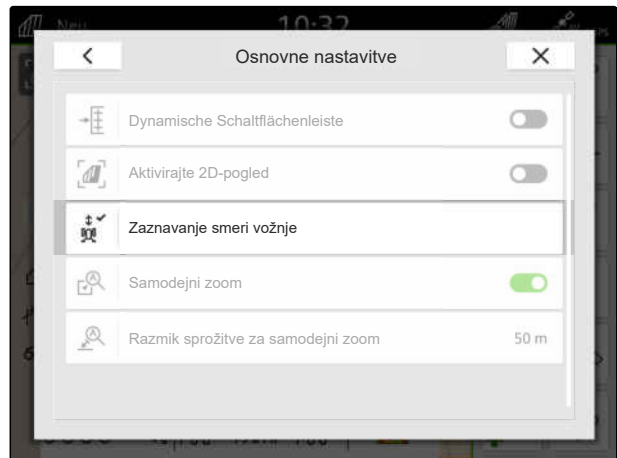 Neu
10:32
Osnovne nastavitve
Dynamische Schaltflächenleiste
Aktivirajte 2D-pogled
Zaznavanje smeri vožnje
Samodejni zoom
Razmik sprožitve za samodejni zoom
50 m